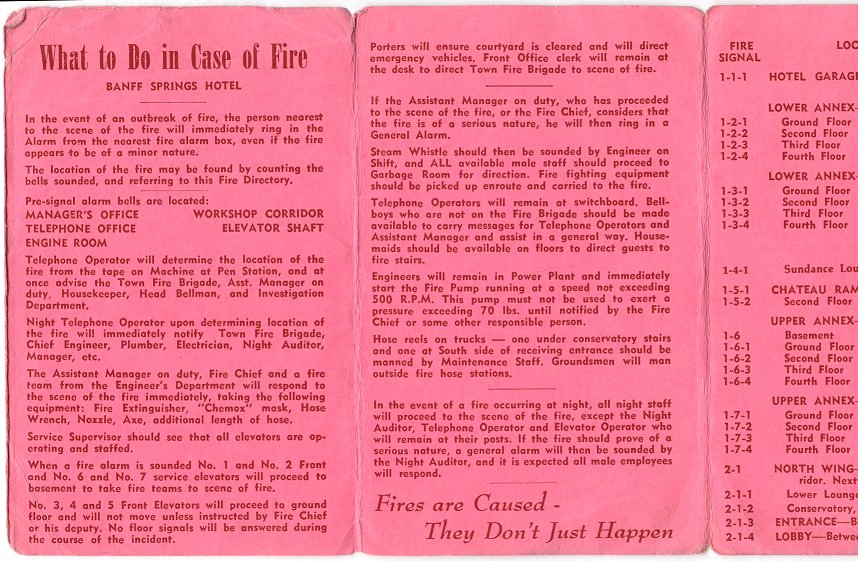 What to Do in Case of Fire
BANFF SPRINGS HOTEL
In the event of an outbreak of fire, the person nearest
to the scene of the fire will immediately ring in the
Alarm from the nearest fire alarm box, even if the fire
appears to be of a minor nature.
The location of the fire may be found by counting the
bells sounded, and referring to this Fire Directory.
Pre-signal alarm bells are located:
MANAGER'S OFFICE WORKSHOP CORRIDOR
TELEPHONE OFFICE ELEVATOR SHAFT
ENGINE ROOM
Telephone Operator will determine the location of the
fire from the tape on Machine at Pen Station, and at
once advise the Town Fire Brigade, Asst. Manager on
duty, Housekeeper, Head Bellman, and Investigation
Department.
Night Telephone Operator upon determining location of
the fire will immediately notify Town Fire Brigade,
Chief Engineer, Plumber, Electrician, Night Auditor,
Manager, etc.
The Assistant Manager on duty, Fire Chief and a fire
team from the Engineer's Department will respond to
the scene of the fire immediately, taking the following
equipment: Fire Extinguisher, "Chemox" mask, Hose
Wrench, Nozzle, Axe, additional length of hose.
Service Supervisor should see that all elevators are op-
erating and staffed.
When a fire alarm is sounded No. 1 and No. 2 Front
and No. 6 and No. 7 service elevators will proceed to
basement to take fire teams to scene of fire.
No. 3, 4 and 5 Front Elevators will proceed to ground
floor and will not move unless instructed by Fire Chief
or his deputy. No floor signals will be answered during
the course of the incident.
Porters will ensure courtyard is cleared and will direct
emergency vehicles. Front Office clerk will remain at
the desk to direct Town Fire Brigade to scene of fire.
If the Assistant Manager on duty, who has proceeded
to the scene of the fire, or the Fire Chief, considers that
the fire is of a serious nature, he will then ring in a
General Alarm.
Steam Whistle should then be sounded by Engineer on
Shift, and ALL available male staff should proceed to
Garbage Room for direction. Fire fighting equipment
should be picked up enroute and carried to the fire.
Telephone Operators will remain at switchboard. Bell-
boys who are not on the Fire Brigade should be made
available to carry messages for Telephone Operators and
Assistant Manager and assist in a general way. House-
maids should be available on floors to direct guests to
fire stairs.
Engineers will remain in Power Plant and immediately
start the Fire Pump running at a speed not exceeding
500 R.P.M. This pump must not be used to exert a
pressure exceeding 70 lbs. until notified by the Fire
Chief or some other responsible person.
Hose reels on trucks — one under conservatory stairs
and one at South side of receiving entrance should be
manned by Maintenance Staff. Groundsmen will man
outside fire hose stations.
In the event of a fire occurring at night, all night staff
will proceed to the scene of the fire, except the Night
Auditor, Telephone Operator and Elevator Operator who
will remain at their posts. If the fire should prove of a
serious nature, a general alarm will then be sounded by
the Night Auditor, and it is expected all male employees
will respond.
Fires are Caused -
They Don't Just Happen
FIRE LOC
SIGNAL
1-1-1 HOTEL GARAGE
LOWER ANNEX—
1-2-1 Ground Floor
1-2-2 Second Floor
1-2-3 Third Floor
1-2-4 Fourth Floor
LOWER ANNEX—
1-3-1 Ground Floor
1-3-2 Second Floor
1-3-3 Third Floor
1-3-4 Fourth Floor
1-4-1 Sundance Lou
1-5-1 CHATEAU RAM
1-5-2 Second Floor
UPPER ANNEX—
1-6 Basement
1-6-1 Ground Floor
1-6-2 Second Floor
1-6-3 Third Floor
1-6-4 Fourth Floor
UPPER ANNEX—
1-7-1 Ground Floor
1-7-2 Second Floor
1-7-3 Third Floor
1-7-4 Fourth Floor
2-1 NORTH WING—
ridor. Next
2-1-1 Lower Lounge
2-1-2 Conservatory,
2-1-3 ENTRANCE—B
2-1-4 LOBBY—Betwe